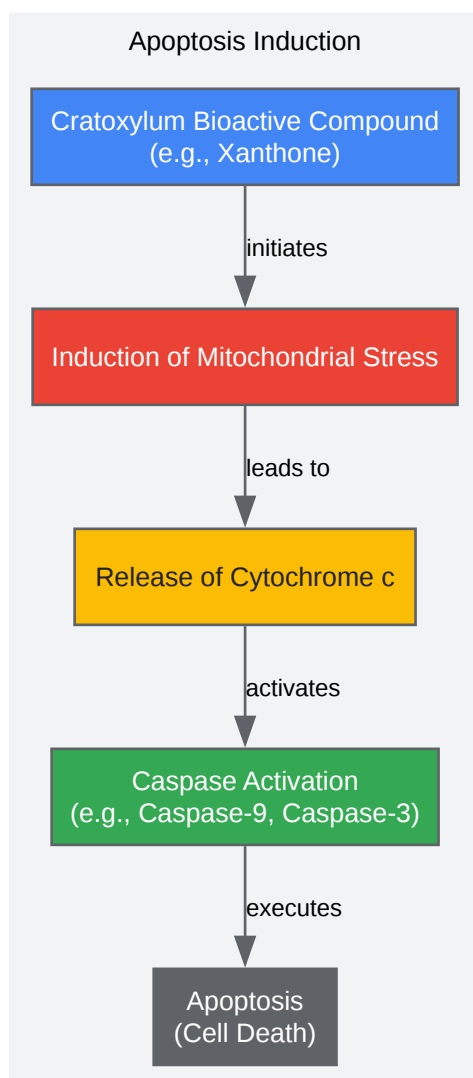 Apoptosis Induction
Cratoxylum Bioactive Compound
(e.g., Xanthone)
initiates
Induction of Mitochondrial Stress
leads to
Release of Cytochrome c
activates
Caspase Activation
(e.g., Caspase-9, Caspase-3)
executes
Apoptosis
(Cell Death)